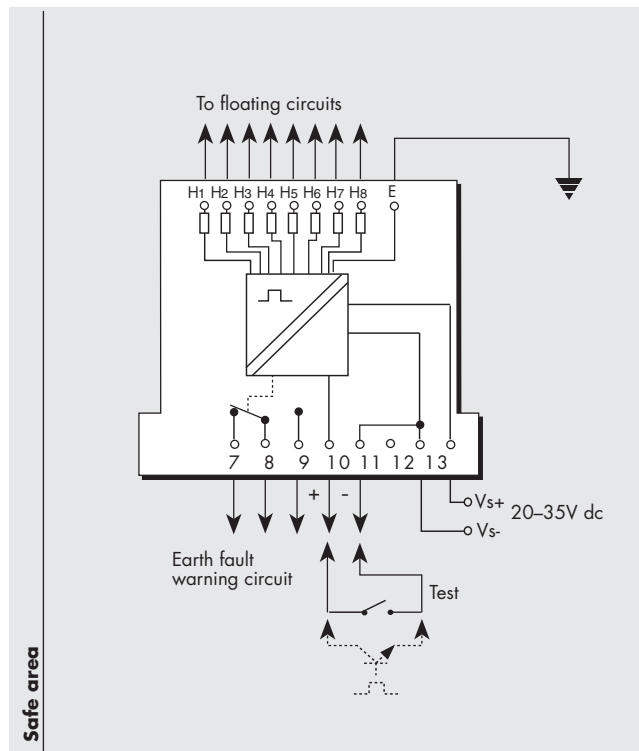 To floating circuits
H1 H2 H3 H4 H5 H6 H7 H8 E
7 8 9 10 11 12 13
+ -
Vs+
20–35V dc
Vs-
Earth fault
warning circuit
Test
Safe area